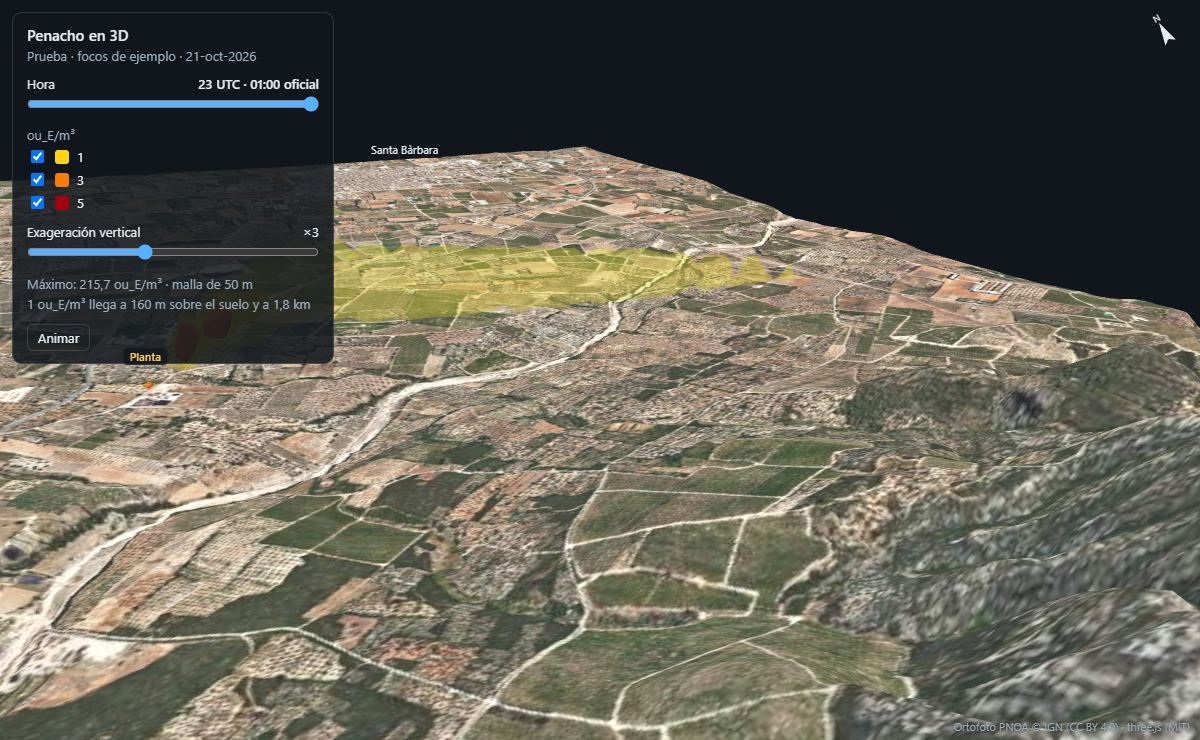 Penacho en 3D
Prueba · focos de ejemplo · 21-oct-2026
Hora 23 UTC · 01:00 oficial
ou_E/m³
1
3
5
Exageración vertical ×3
Máximo: 215,7 ou_E/m³ · malla de 50 m
1 ou_E/m³ llega a 160 m sobre el suelo y a 1,8 km
Animar
Planta
Santa Bàrbara
N
Ortofoto PNOA © IGN (CC BY 4.0) · three.js (MIT)